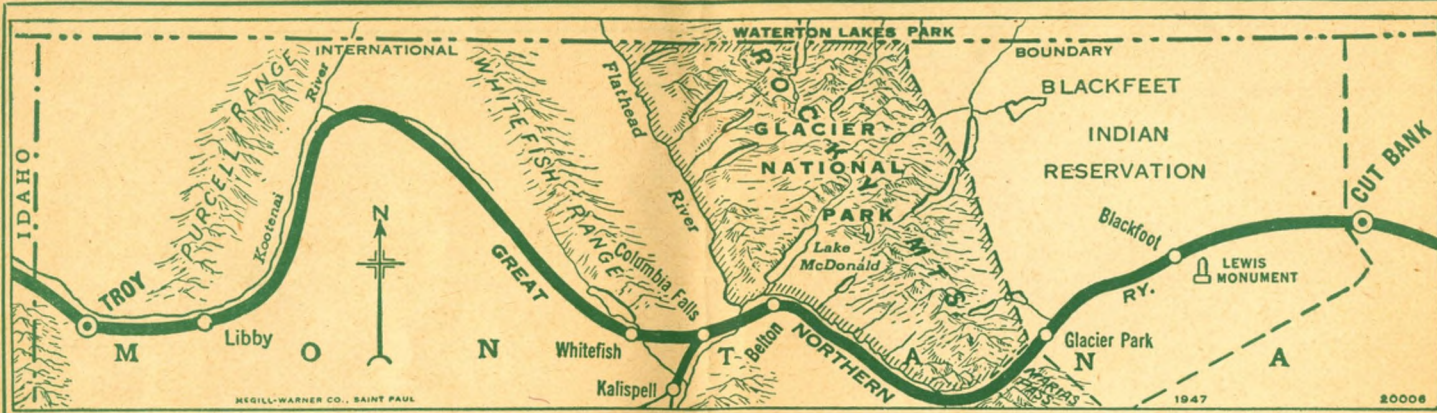 WATERTON LAKES PARK
INTERNATIONAL
BOUNDARY
IDAHO
PURCELL RANGE
Kootenai
River
WHITEFISH RANGE
Flathead
River
ROCKY MTS
GLACIER
NATIONAL
PARK
Lake
McDonald
BLACKFEET
INDIAN
RESERVATION
TROY
Libby
N
GREAT
NORTHERN
RY.
Whitefish
Columbia Falls
Kalispell
Belton
Glacier Park
Blackfoot
LEWIS
MONUMENT
CUT BANK
MARIAS
PASS
MONTANA
McGILL-WARNER CO., SAINT PAUL
1947
20006